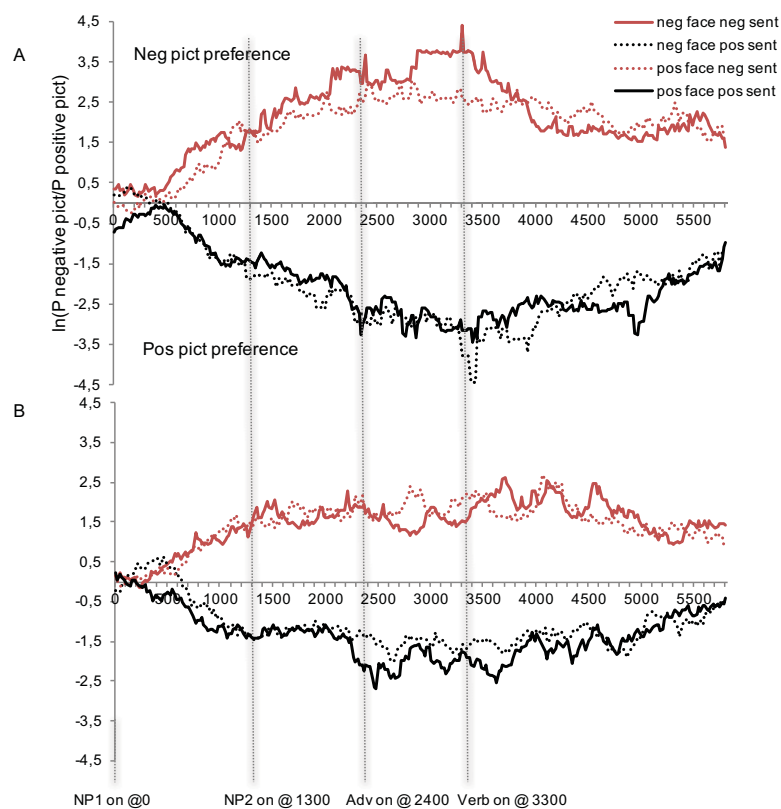 A
ln(P negative pict/P positive pict)
4,5
3,5
2,5
1,5
0,5
-0,5
-1,5
-2,5
-3,5
-4,5
Neg pict preference
Pos pict preference
neg face neg sent
neg face pos sent
pos face neg sent
pos face pos sent
0 500 1000 1500 2000 2500 3000 3500 4000 4500 5000 5500
B
4,5
3,5
2,5
1,5
0,5
-0,5
-1,5
-2,5
-3,5
-4,5
0 500 1000 1500 2000 2500 3000 3500 4000 4500 5000 5500
NP1 on @0 NP2 on @ 1300 Adv on @ 2400 Verb on @ 3300